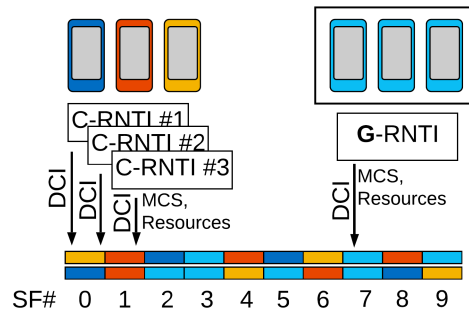 C-RNTI #1
C-RNTI #2
C-RNTI #3
G-RNTI
DCI
DCI
DCI
MCS,
Resources
DCI
MCS,
Resources
SF# 0 1 2 3 4 5 6 7 8 9